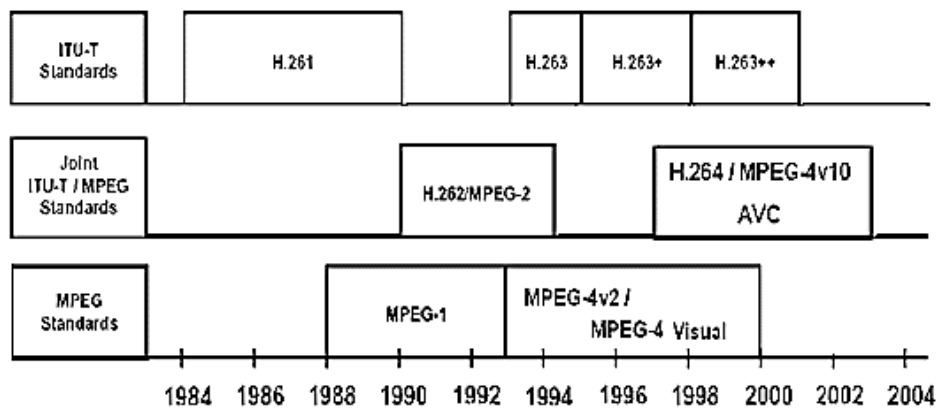 ITU-T
Standards
H.261
H.263
H.263+
H.263++
Joint
ITU-T / MPEG
Standards
H.262/MPEG-2
H.264 / MPEG-4v10
AVC
MPEG
Standards
MPEG-1
MPEG-4v2 /
MPEG-4 Visual
1984 1986 1988 1990 1992 1994 1996 1998 2000 2002 2004